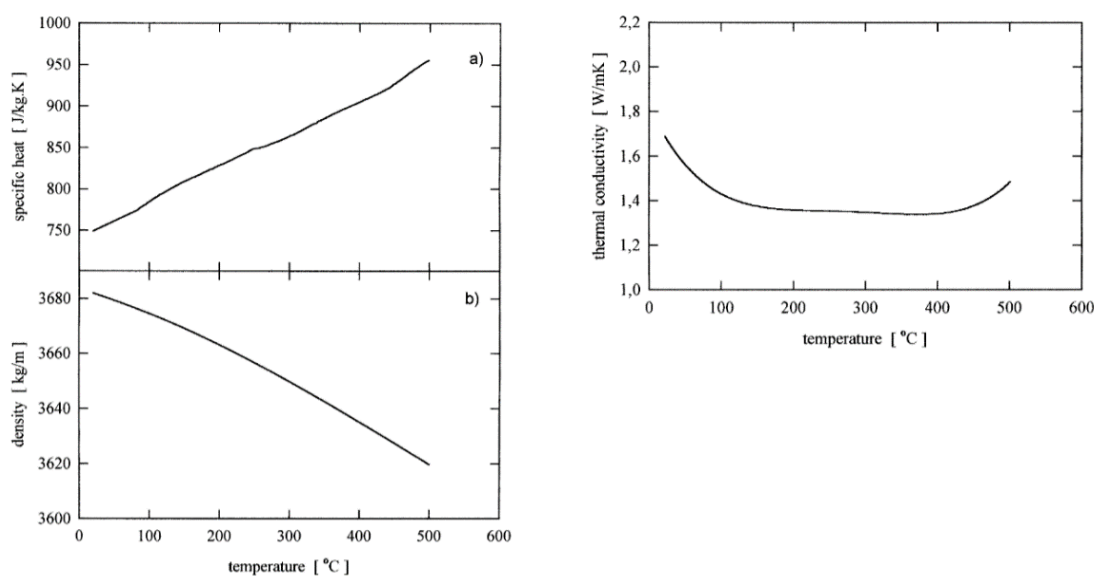 1000
950
900
850
800
750
specific heat [ J/kg.K ]
a)
3680
3660
3640
3620
3600
density [ kg/m ]
b)
0 100 200 300 400 500 600
temperature [ °C ]
2,2
2,0
1,8
1,6
1,4
1,2
1,0
thermal conductivity [ W/mK ]
0 100 200 300 400 500 600
temperature [ °C ]